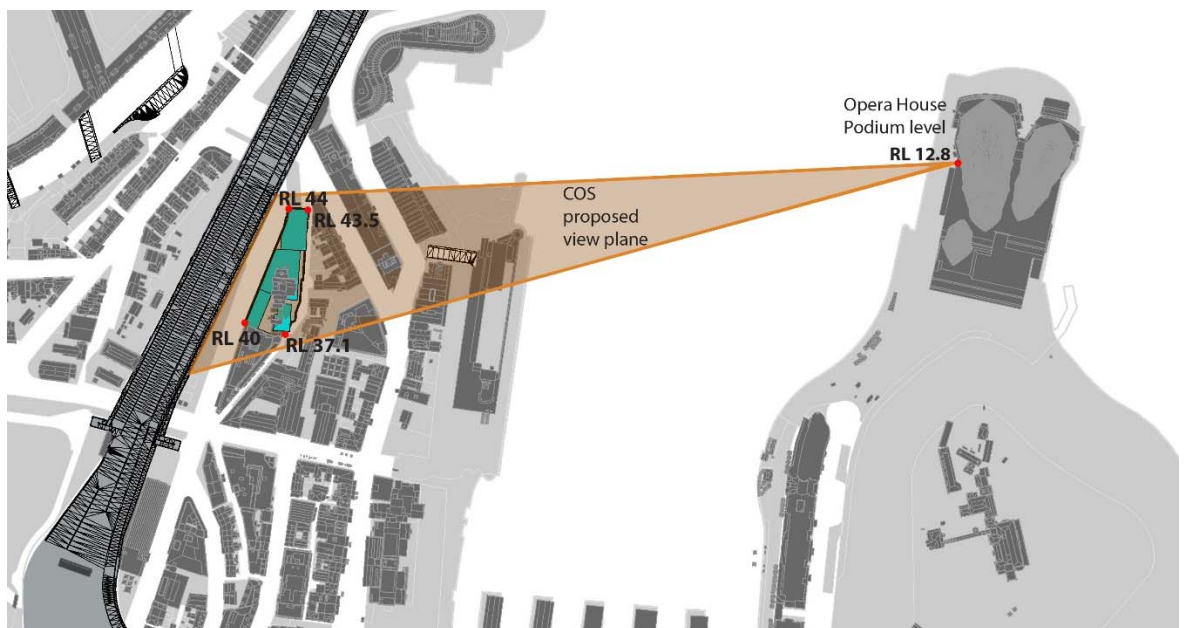 Opera House
Podium level
RL 12.8
COS
proposed
view plane
RL 44
RL 43.5
RL 40
RL 37.1